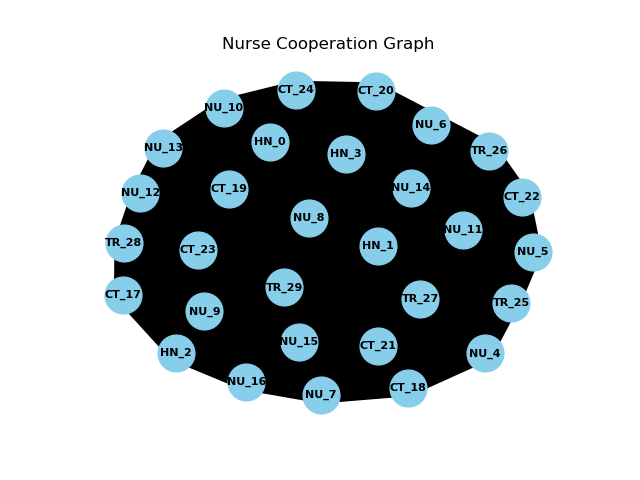 Nurse Cooperation Graph
CT_24
CT_20
NU_10
NU_6
HN_0
NU_13
TR_26
HN_3
CT_19
NU_14
NU_12
CT_22
NU_8
NU_11
TR_28
HN_1
CT_23
NU_5
TR_29
CT_17
TR_27
TR_25
NU_9
NU_15
CT_21
HN_2
NU_4
NU_16
CT_18
NU_7